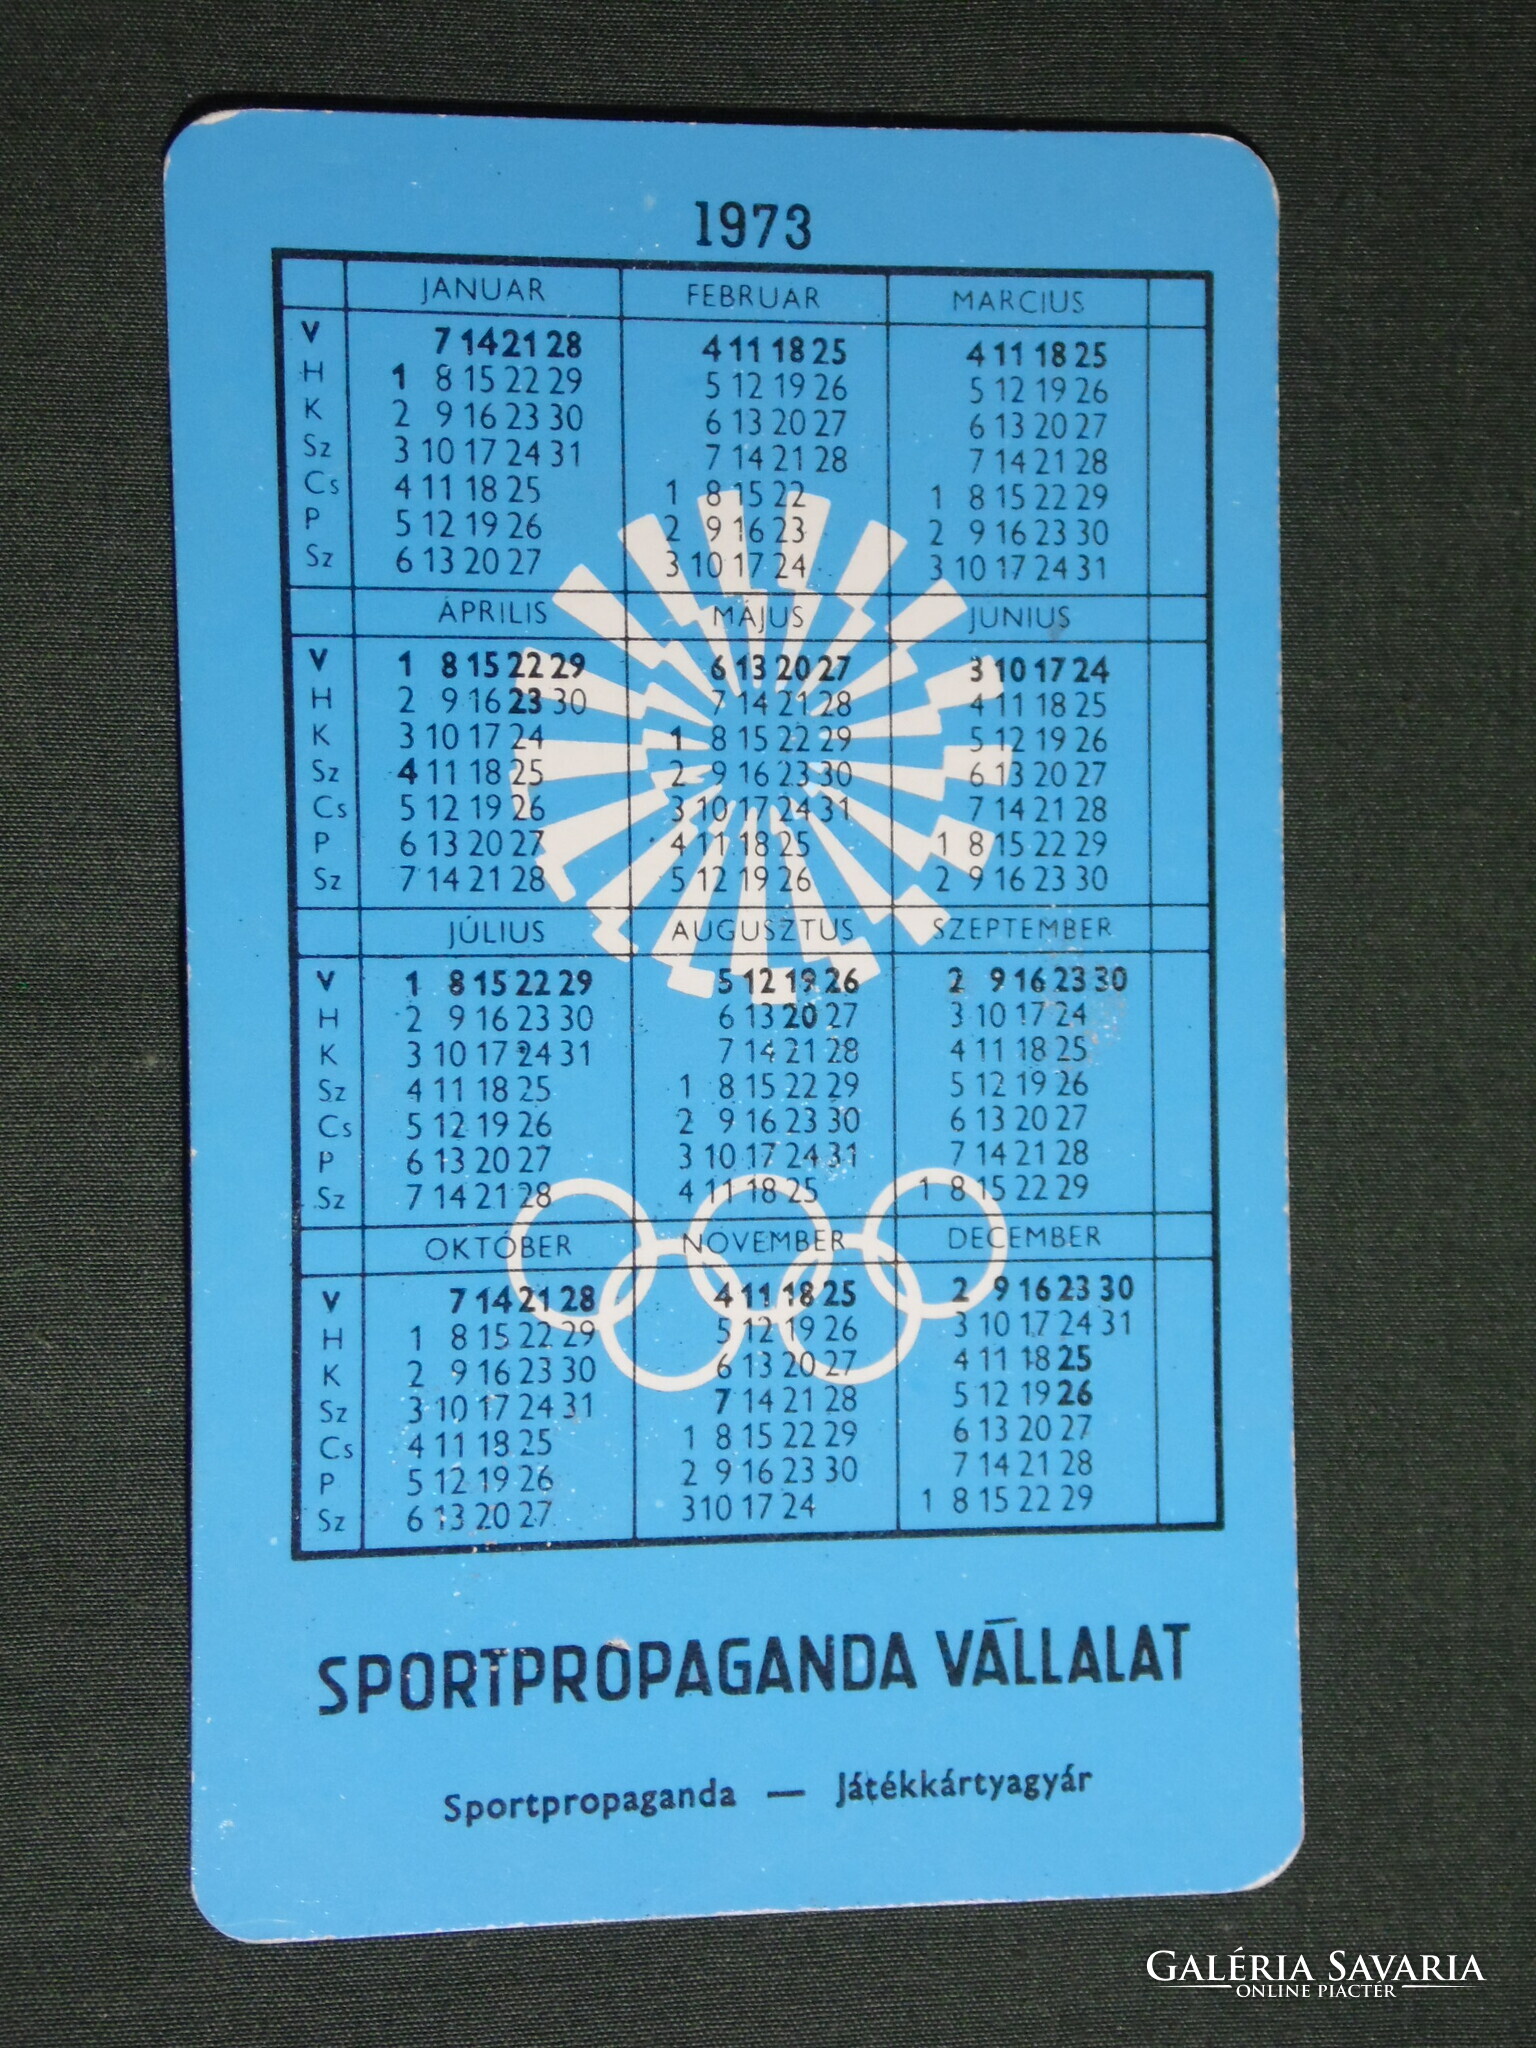 1973
JANUAR FEBRUAR MARCIUS
V 7 14 21 28 4 11 18 25 4 11 18 25
H 1 8 15 22 29 5 12 19 26 5 12 19 26
K 2 9 16 23 30 6 13 20 27 6 13 20 27
Sz 3 10 17 24 31 7 14 21 28 7 14 21 28
Cs 4 11 18 25 1 8 15 22 1 8 15 22 29
P 5 12 19 26 2 9 16 23 2 9 16 23 30
Sz 6 13 20 27 3 10 17 24 3 10 17 24 31
ÁPRILIS MÁJUS JUNIUS
V 1 8 15 22 29 6 13 20 27 3 10 17 24
H 2 9 16 23 30 7 14 21 28 4 11 18 25
K 3 10 17 24 1 8 15 22 29 5 12 19 26
Sz 4 11 18 25 2 9 16 23 30 6 13 20 27
Cs 5 12 19 26 3 10 17 24 31 7 14 21 28
P 6 13 20 27 4 11 18 25 1 8 15 22 29
Sz 7 14 21 28 5 12 19 26 2 9 16 23 30
JÚLIUS AUGUSZTUS SZEPTEMBER
V 1 8 15 22 29 5 12 19 26 2 9 16 23 30
H 2 9 16 23 30 6 13 20 27 3 10 17 24
K 3 10 17 24 31 7 14 21 28 4 11 18 25
Sz 4 11 18 25 1 8 15 22 29 5 12 19 26
Cs 5 12 19 26 2 9 16 23 30 6 13 20 27
P 6 13 20 27 3 10 17 24 31 7 14 21 28
Sz 7 14 21 28 4 11 18 25 1 8 15 22 29
OKTÓBER NOVEMBER DECEMBER
V 7 14 21 28 4 11 18 25 2 9 16 23 30
H 1 8 15 22 29 5 12 19 26 3 10 17 24 31
K 2 9 16 23 30 6 13 20 27 4 11 18 25
Sz 3 10 17 24 31 7 14 21 28 5 12 19 26
Cs 4 11 18 25 1 8 15 22 29 6 13 20 27
P 5 12 19 26 2 9 16 23 30 7 14 21 28
Sz 6 13 20 27 3 10 17 24 1 8 15 22 29
SPORTPROPAGANDA VÁLLALAT
Sportpropaganda — Játékkártyagyár
GALÉRIA SAVARIA
ONLINE PIACTÉR